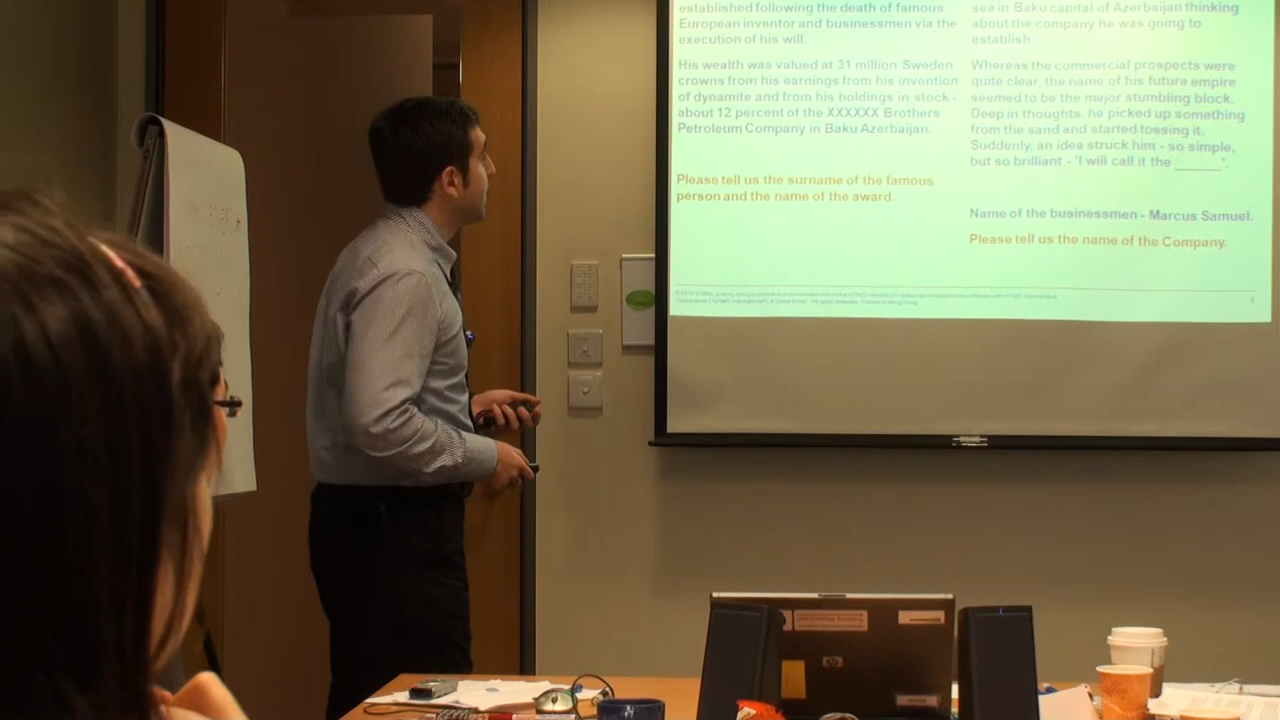 established following the death of famous
European inventor and businessmen via the
execution of his will.
His wealth was valued at 31 million Sweden
crowns from his earnings from his invention
of dynamite and from his holdings in stock -
about 12 percent of the XXXXXX Brothers
Petroleum Company in Baku Azerbaijan.
Please tell us the surname of the famous
person and the name of the award.
sea in Baku capital of Azerbaijan thinking
about the company he was going to
establish.
Whereas the commercial prospects were
quite clear, the name of his future empire
seemed to be the major stumbling block.
Deep in thoughts, he picked up something
from the sand and started tossing it.
Suddenly, an idea struck him - so simple,
but so brilliant - 'I will call it the _______'.
Name of the businessmen - Marcus Samuel.
Please tell us the name of the Company.
hp